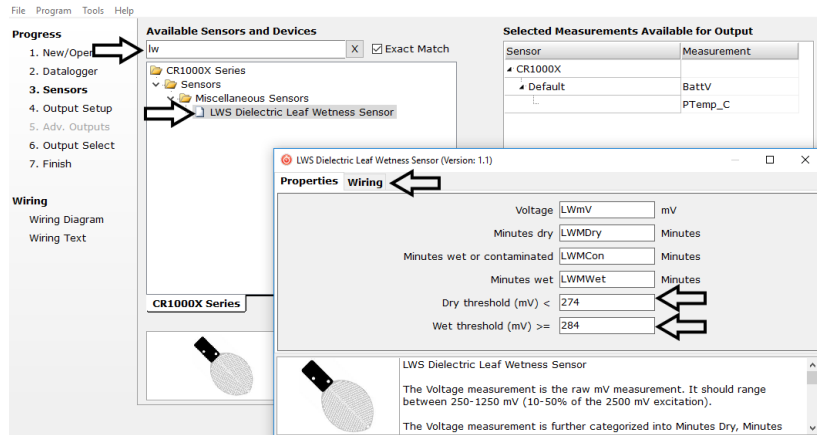 File Program Tools Help
Progress
1. New/Open
2. Datalogger
3. Sensors
4. Output Setup
5. Adv. Outputs
6. Output Select
7. Finish
Wiring
Wiring Diagram
Wiring Text
Available Sensors and Devices
lw X Exact Match
CR1000X Series
Sensors
Miscellaneous Sensors
LWS Dielectric Leaf Wetness Sensor
CR1000X Series
Selected Measurements Available for Output
Sensor Measurement
CR1000X
Default BattV
PTemp_C
LWS Dielectric Leaf Wetness Sensor (Version: 1.1)
Properties Wiring
Voltage LWmV mV
Minutes dry LWMDry Minutes
Minutes wet or contaminated LWMCon Minutes
Minutes wet LWMWet Minutes
Dry threshold (mV) < 274
Wet threshold (mV) >= 284
LWS Dielectric Leaf Wetness Sensor
The Voltage measurement is the raw mV measurement. It should range
between 250-1250 mV (10-50% of the 2500 mV excitation).
The Voltage measurement is further categorized into Minutes Dry, Minutes